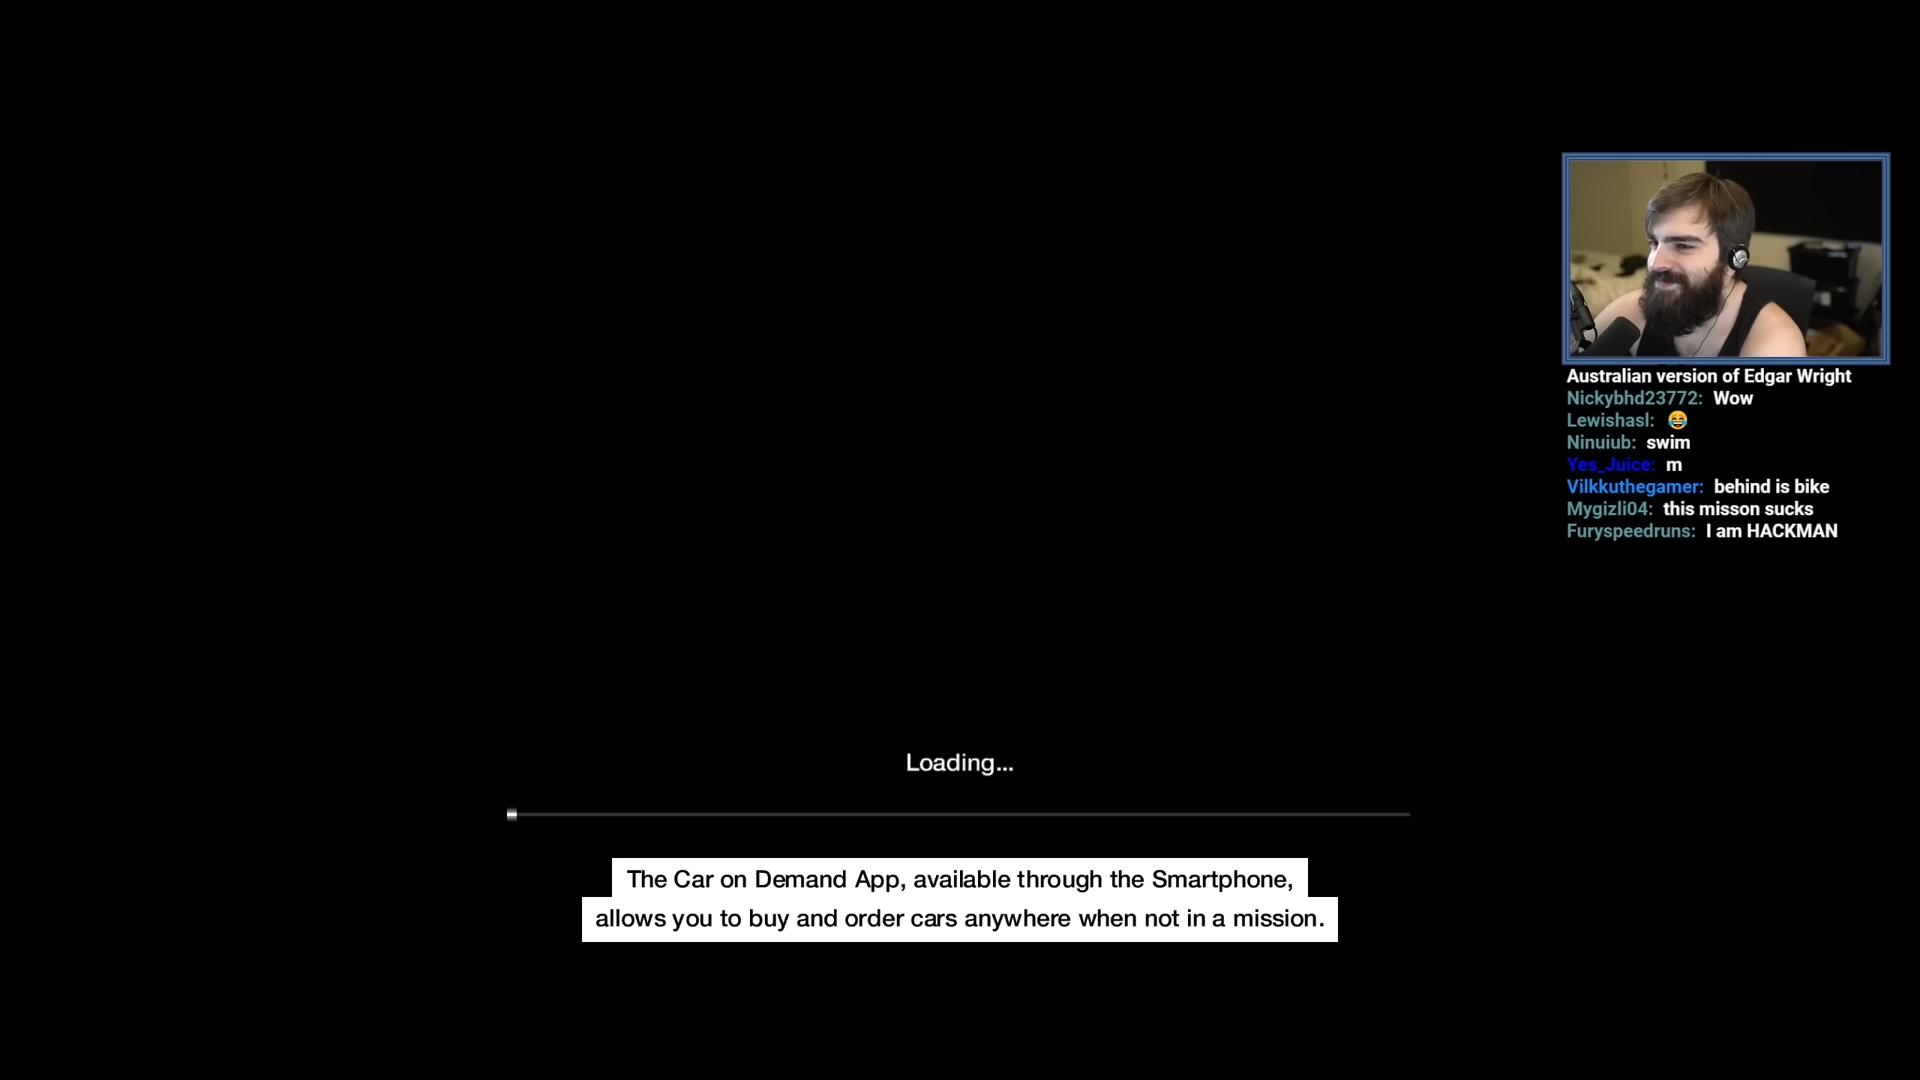 Australian version of Edgar Wright
Nickybhd23772: Wow
Lewishasl: 😂
Ninuiub: swim
Yes_Juice: m
Vilkkuthegamer: behind is bike
Mygizli04: this misson sucks
Furyspeedruns: I am HACKMAN
Loading...
The Car on Demand App, available through the Smartphone,
allows you to buy and order cars anywhere when not in a mission.